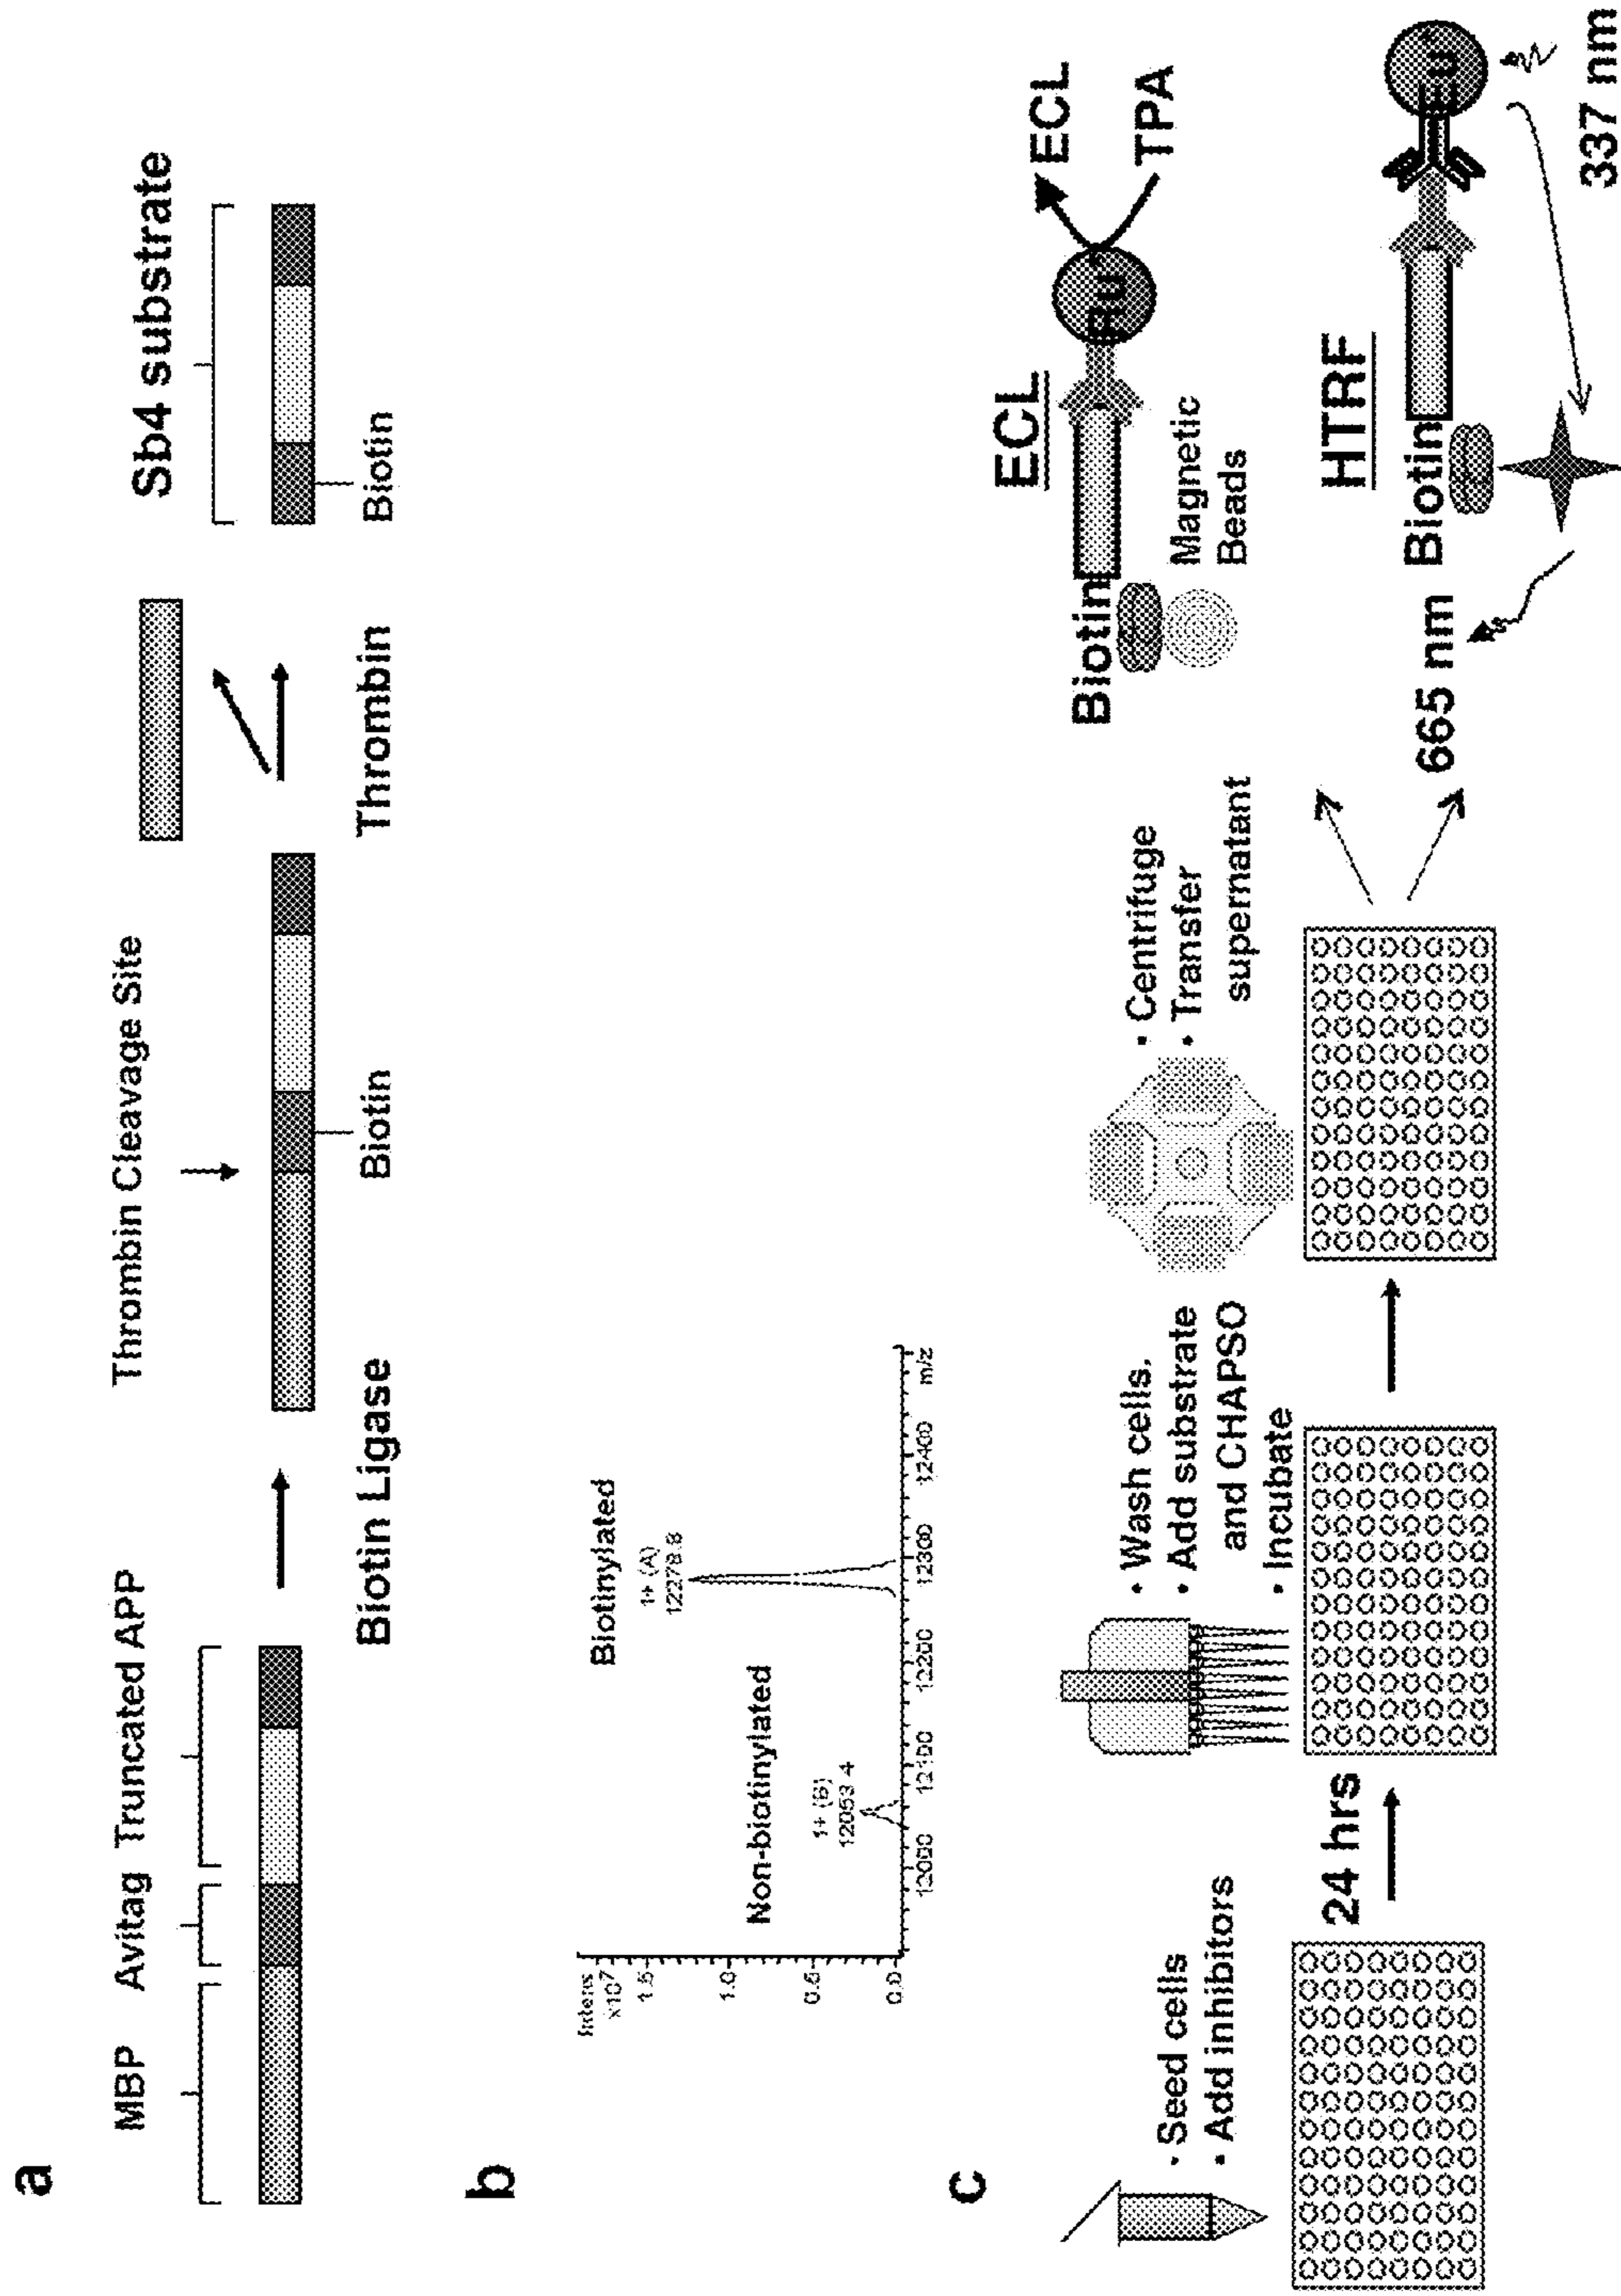 a
MBP Avitag Truncated APP
Biotin Ligase
Thrombin Cleavage Site
Biotin
Thrombin
Sb4 substrate
Biotin
b
Intens
x10⁷
1.5
1.0
0.5
0.0
Non-biotinylated
1+ (B)
12053.4
Biotinylated
1+ (A)
12278.8
12000 12100 12200 12300 12400 m/z
c
• Seed cells
• Add inhibitors
24 hrs
• Wash cells.
• Add substrate
and CHAPSO
• Incubate
• Centrifuge
• Transfer
supernatant
ECL
Biotin
Magnetic
Beads
Ru
ECL
TPA
HTRF
Biotin
665 nm
337 nm